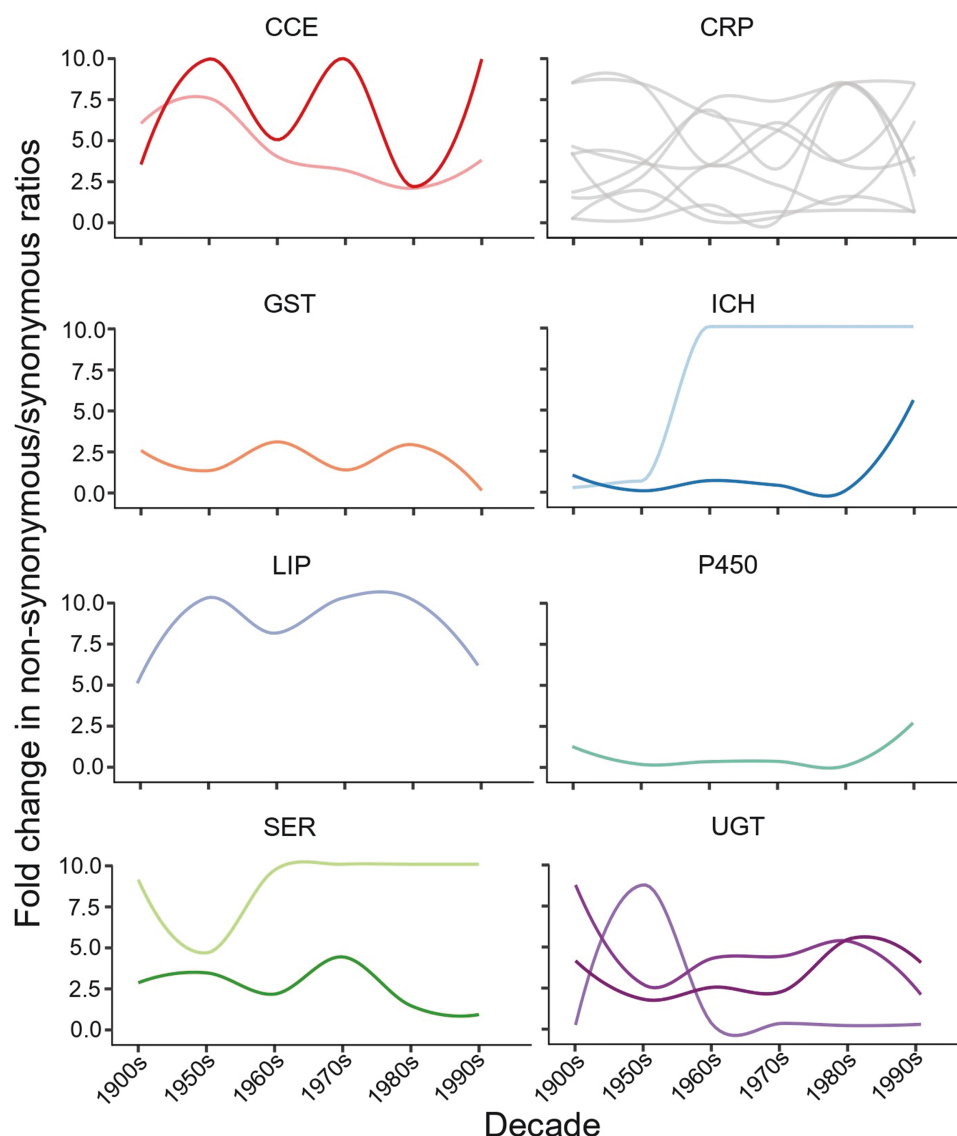 Fold change in non-synonymous/synonymous ratios
CCE
10.0
7.5
5.0
2.5
0.0
CRP
GST
10.0
7.5
5.0
2.5
0.0
ICH
LIP
10.0
7.5
5.0
2.5
0.0
P450
SER
10.0
7.5
5.0
2.5
0.0
1900s
1950s
1960s
1970s
1980s
1990s
UGT
1900s
1950s
1960s
1970s
1980s
1990s
Decade